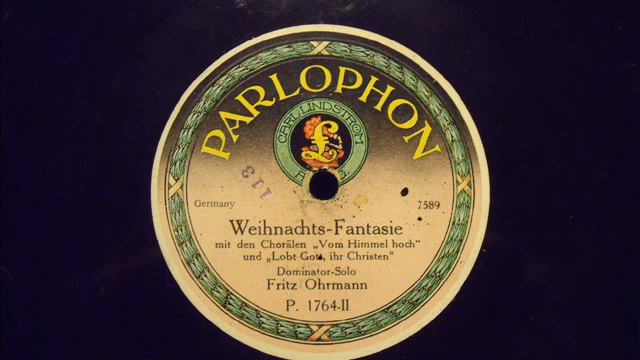 PARLOPHON
CARL LINDSTRÖM
£
113
Germany
7589
Weihnachts-Fantasie
mit den Chorälen „Vom Himmel hoch“
und „Lobt Gott, ihr Christen“
Dominator-Solo
Fritz Ohrmann
P. 1764-II